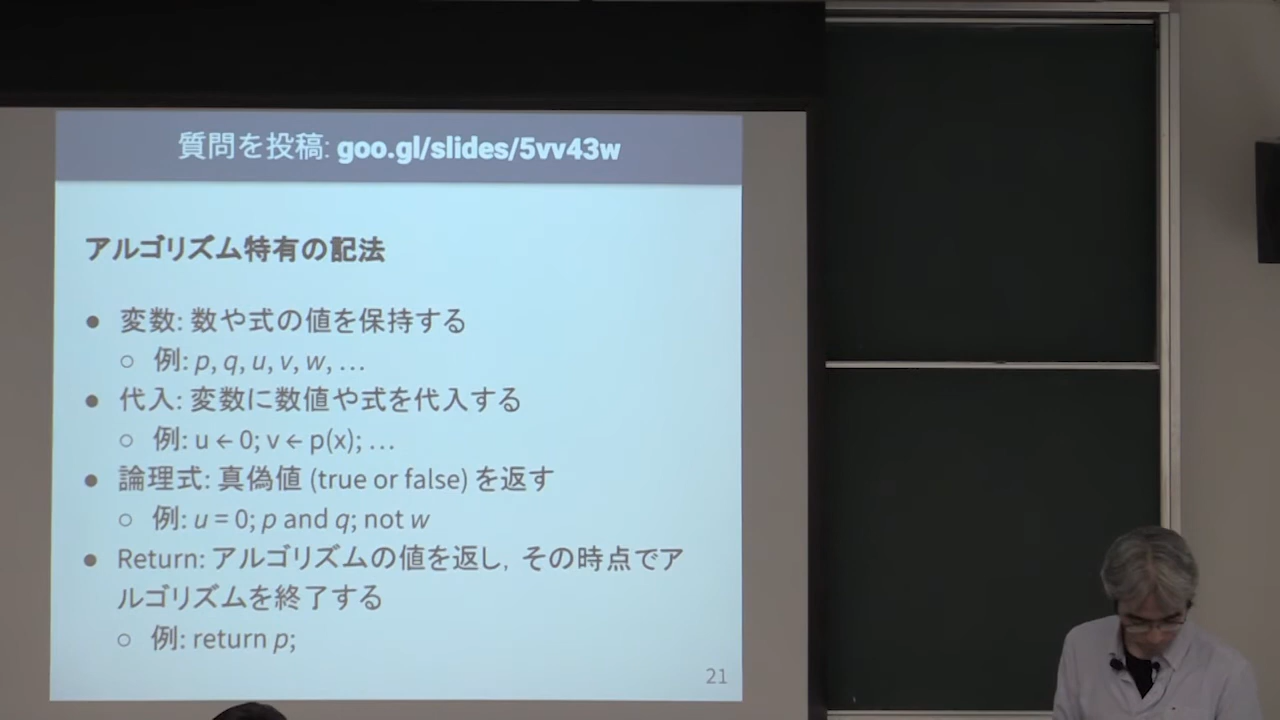 質問を投稿: goo.gl/slides/5vv43w
アルゴリズム特有の記法
● 変数: 数や式の値を保持する
○ 例: p, q, u, v, w, …
● 代入: 変数に数値や式を代入する
○ 例: u ← 0; v ← p(x); …
● 論理式: 真偽値 (true or false) を返す
○ 例: u = 0; p and q; not w
● Return: アルゴリズムの値を返し，その時点でア
ルゴリズムを終了する
○ 例: return p;
21